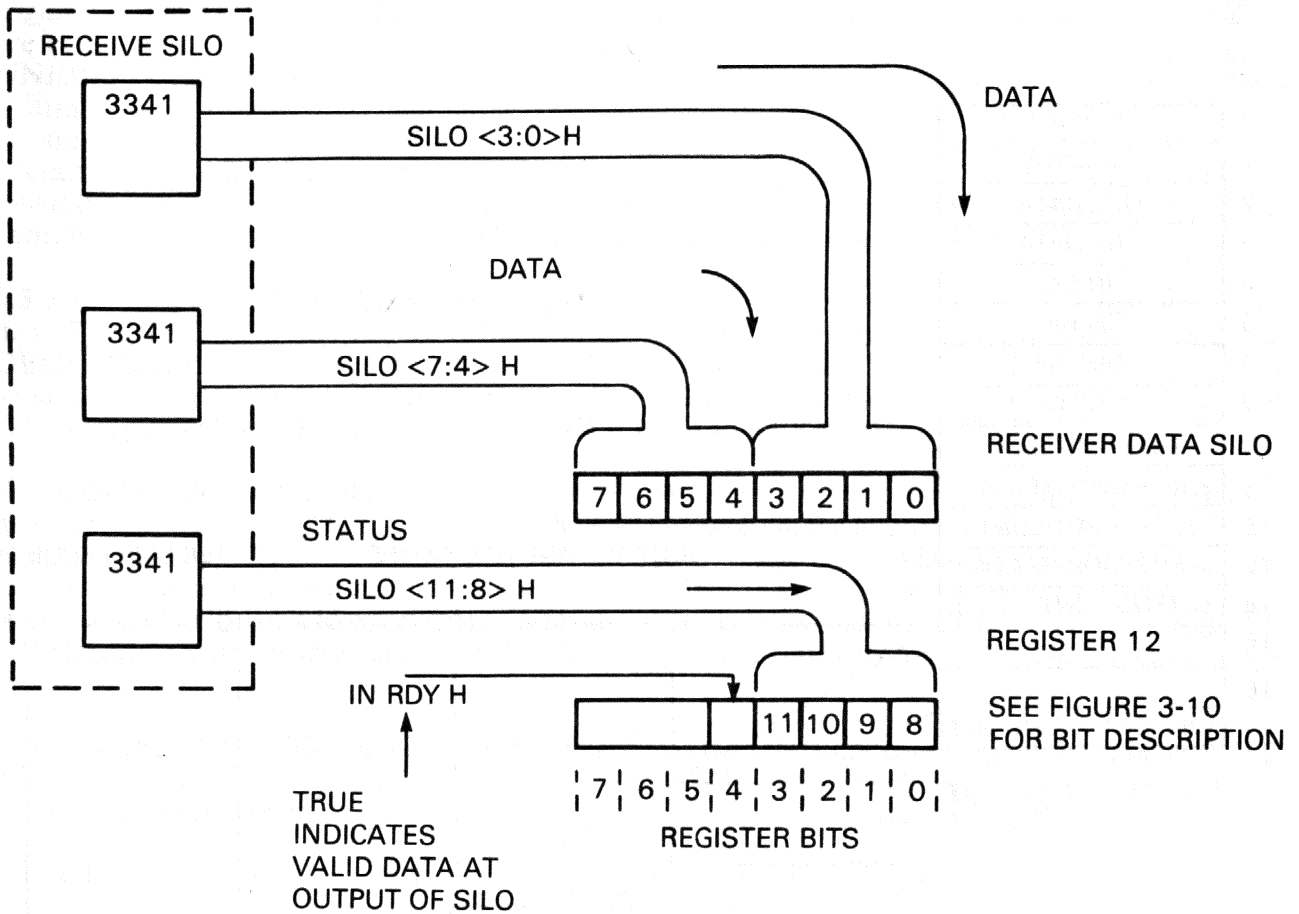 RECEIVE SILO
3341
SILO <3:0>H
DATA
DATA
3341
SILO <7:4> H
RECEIVER DATA SILO
7 6 5 4 3 2 1 0
STATUS
3341
SILO <11:8> H
REGISTER 12
IN RDY H
11 10 9 8
SEE FIGURE 3-10
FOR BIT DESCRIPTION
7 6 5 4 3 2 1 0
REGISTER BITS
TRUE
INDICATES
VALID DATA AT
OUTPUT OF SILO